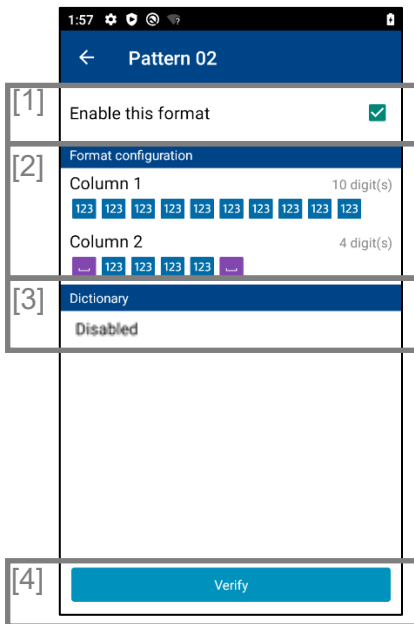 1:57
Pattern 02
[1]
Enable this format
[2]
Format configuration
Column 1 10 digit(s)
123 123 123 123 123 123 123 123 123 123
Column 2 4 digit(s)
123 123 123 123
[3]
Dictionary
Disabled
[4]
Verify